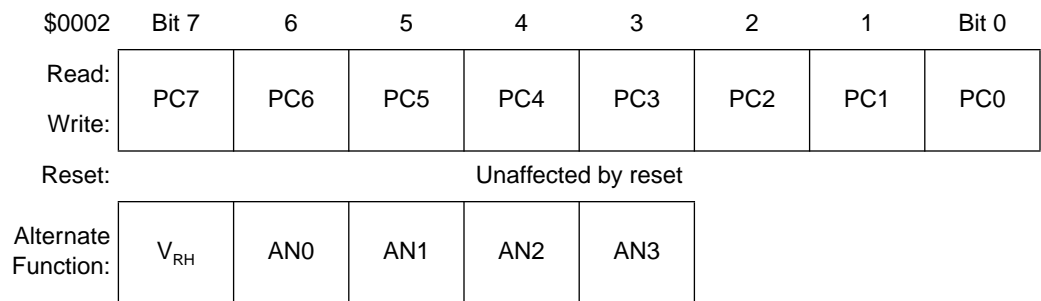 $0002 Bit 7 6 5 4 3 2 1 Bit 0
Read:
PC7 PC6 PC5 PC4 PC3 PC2 PC1 PC0
Write:
Reset: Unaffected by reset
Alternate
Function: VRH AN0 AN1 AN2 AN3